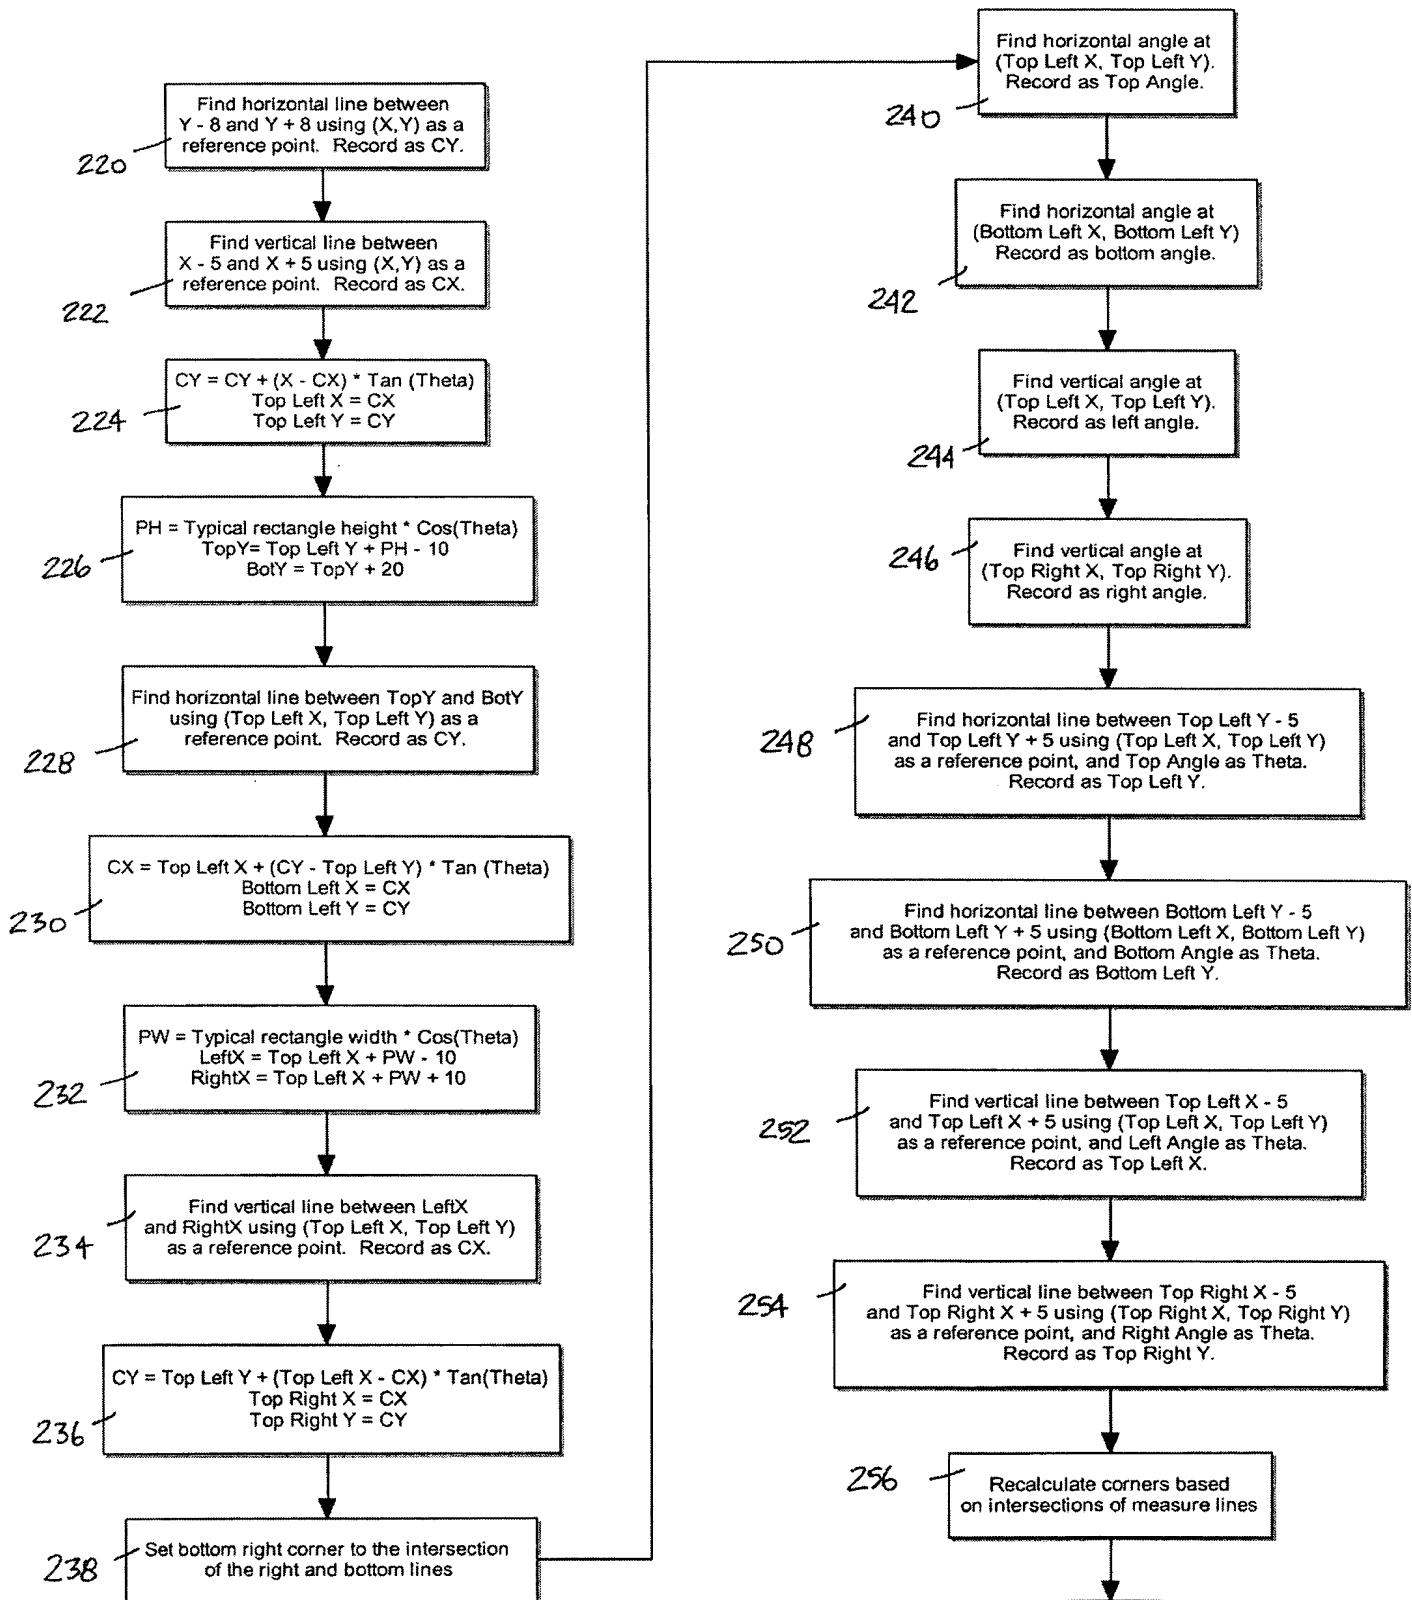 Find horizontal line between
Y - 8 and Y + 8 using (X,Y) as a
reference point. Record as CY.
220
Find vertical line between
X - 5 and X + 5 using (X,Y) as a
reference point. Record as CX.
222
CY = CY + (X - CX) * Tan (Theta)
Top Left X = CX
Top Left Y = CY
224
PH = Typical rectangle height * Cos(Theta)
TopY= Top Left Y + PH - 10
BotY = TopY + 20
226
Find horizontal line between TopY and BotY
using (Top Left X, Top Left Y) as a
reference point. Record as CY.
228
CX = Top Left X + (CY - Top Left Y) * Tan (Theta)
Bottom Left X = CX
Bottom Left Y = CY
230
PW = Typical rectangle width * Cos(Theta)
LeftX = Top Left X + PW - 10
RightX = Top Left X + PW + 10
232
Find vertical line between LeftX
and RightX using (Top Left X, Top Left Y)
as a reference point. Record as CX.
234
CY = Top Left Y + (Top Left X - CX) * Tan(Theta)
Top Right X = CX
Top Right Y = CY
236
Set bottom right corner to the intersection
of the right and bottom lines
238
Find horizontal angle at
(Top Left X, Top Left Y).
Record as Top Angle.
240
Find horizontal angle at
(Bottom Left X, Bottom Left Y)
Record as bottom angle.
242
Find vertical angle at
(Top Left X, Top Left Y).
Record as left angle.
244
Find vertical angle at
(Top Right X, Top Right Y).
Record as right angle.
246
Find horizontal line between Top Left Y - 5
and Top Left Y + 5 using (Top Left X, Top Left Y)
as a reference point, and Top Angle as Theta.
Record as Top Left Y.
248
Find horizontal line between Bottom Left Y - 5
and Bottom Left Y + 5 using (Bottom Left X, Bottom Left Y)
as a reference point, and Bottom Angle as Theta.
Record as Bottom Left Y.
250
Find vertical line between Top Left X - 5
and Top Left X + 5 using (Top Left X, Top Left Y)
as a reference point, and Left Angle as Theta.
Record as Top Left X.
252
Find vertical line between Top Right X - 5
and Top Right X + 5 using (Top Right X, Top Right Y)
as a reference point, and Right Angle as Theta.
Record as Top Right Y.
254
Recalculate corners based
on intersections of measure lines
256